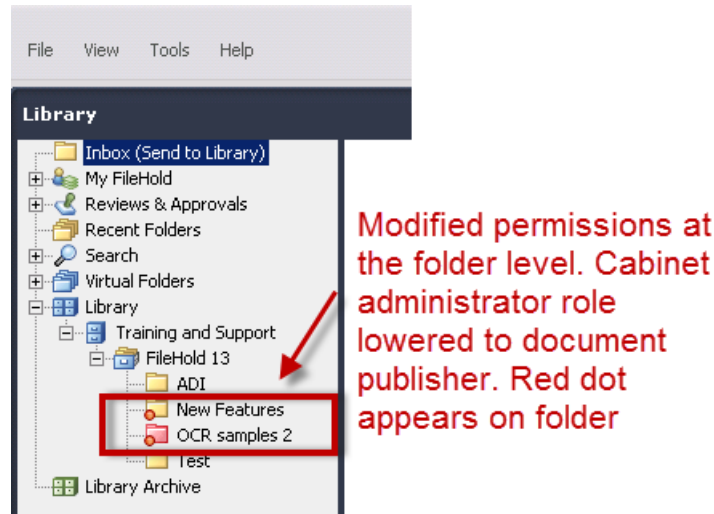 File View Tools Help
Library
Inbox (Send to Library)
My FileHold
Reviews & Approvals
Recent Folders
Search
Virtual Folders
Library
Training and Support
FileHold 13
ADI
New Features
OCR samples 2
Test
Library Archive
Modified permissions at
the folder level. Cabinet
administrator role
lowered to document
publisher. Red dot
appears on folder